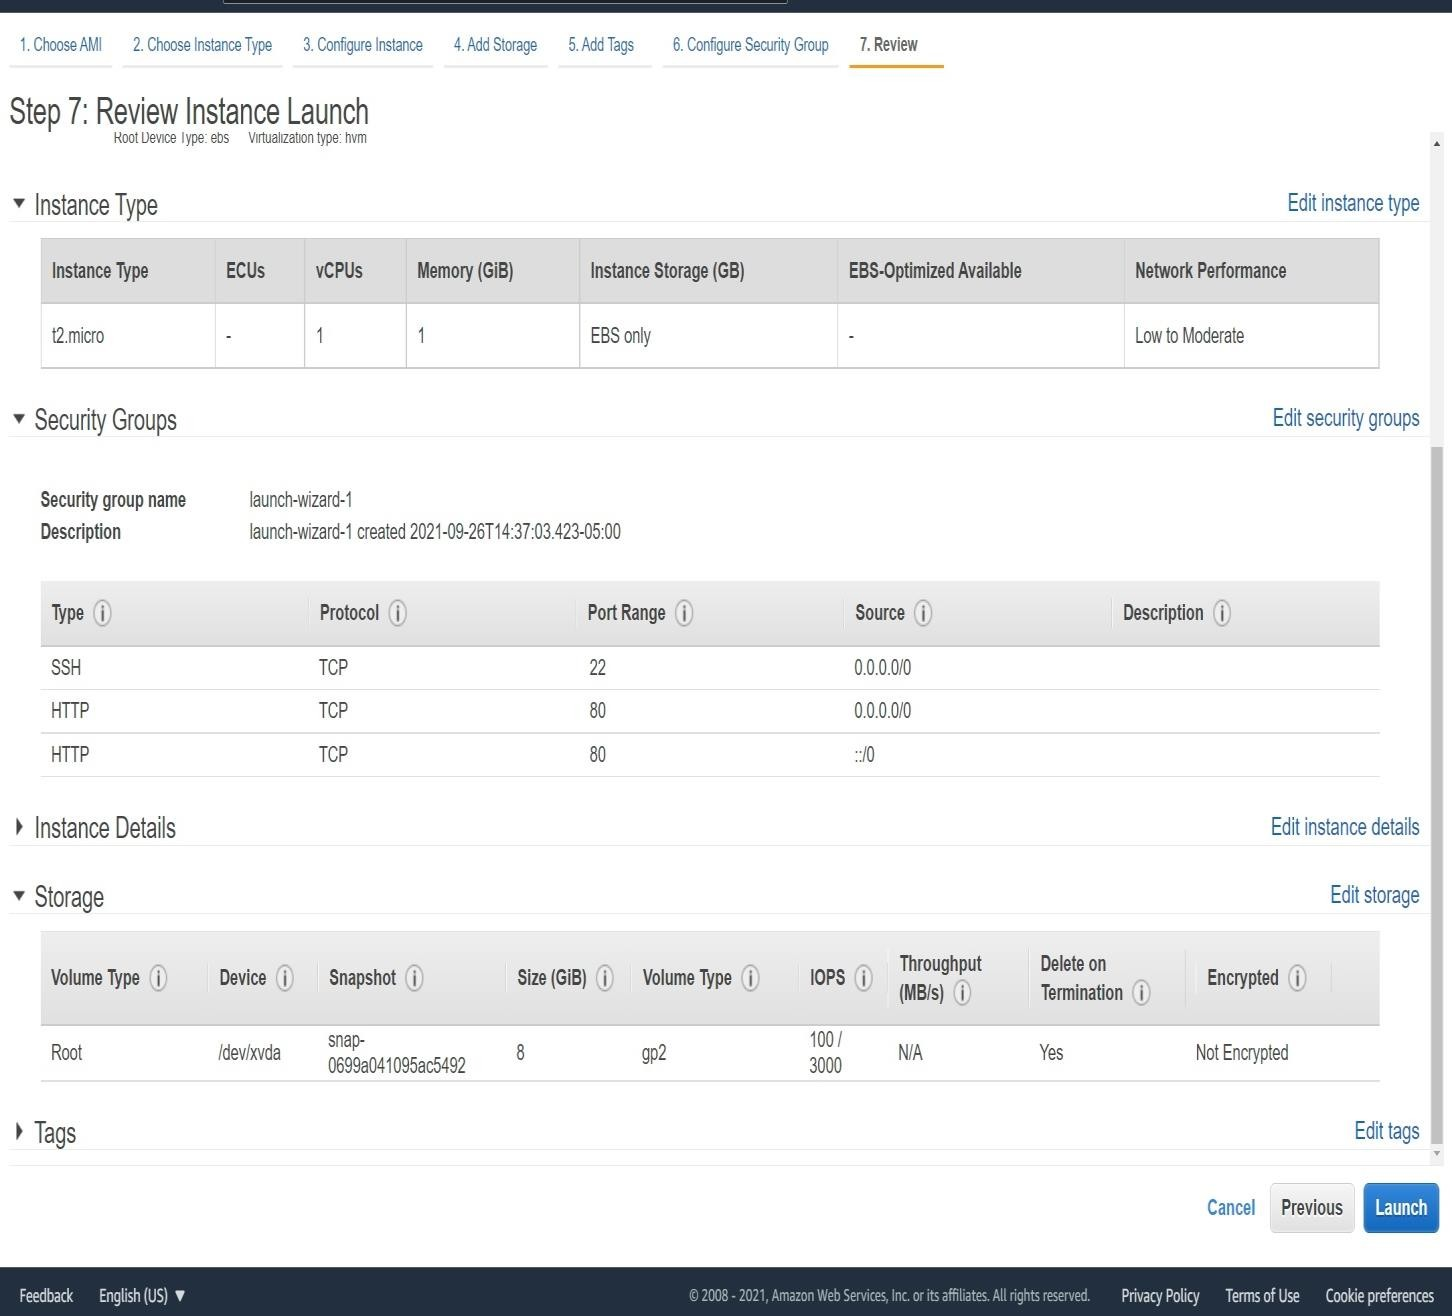 1. Choose AMI 2. Choose Instance Type 3. Configure Instance 4. Add Storage 5. Add Tags 6. Configure Security Group 7. Review
Step 7: Review Instance Launch
Root Device Type: ebs Virtualization type: hvm
Instance Type Edit instance type
Instance Type ECUs vCPUs Memory (GiB) Instance Storage (GB) EBS-Optimized Available Network Performance
t2.micro - 1 1 EBS only - Low to Moderate
Security Groups Edit security groups
Security group name launch-wizard-1
Description launch-wizard-1 created 2021-09-26T14:37:03.423-05:00
Type Protocol Port Range Source Description
SSH TCP 22 0.0.0.0/0
HTTP TCP 80 0.0.0.0/0
HTTP TCP 80 ::/0
Instance Details Edit instance details
Storage Edit storage
Volume Type Device Snapshot Size (GiB) Volume Type IOPS Throughput (MB/s) Delete on Termination Encrypted
Root /dev/xvda snap-0699a041095ac5492 8 gp2 100 / 3000 N/A Yes Not Encrypted
Tags Edit tags
Cancel Previous Launch
Feedback English (US) © 2008 - 2021, Amazon Web Services, Inc. or its affiliates. All rights reserved. Privacy Policy Terms of Use Cookie preferences